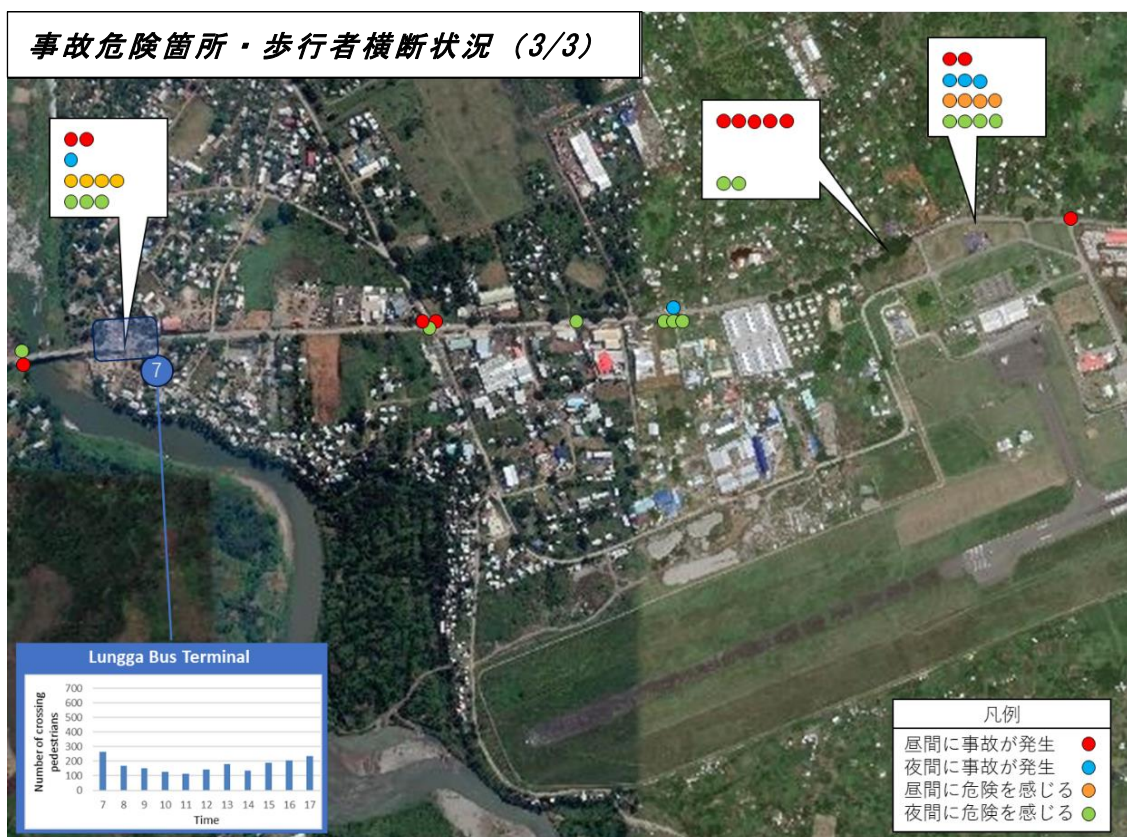 事故危険箇所・歩行者横断状況（3/3）
7
Lungga Bus Terminal
Number of crossing
pedestrians
700
600
500
400
300
200
100
0
7 8 9 10 11 12 13 14 15 16 17
Time
凡例
昼間に事故が発生
夜間に事故が発生
昼間に危険を感じる
夜間に危険を感じる